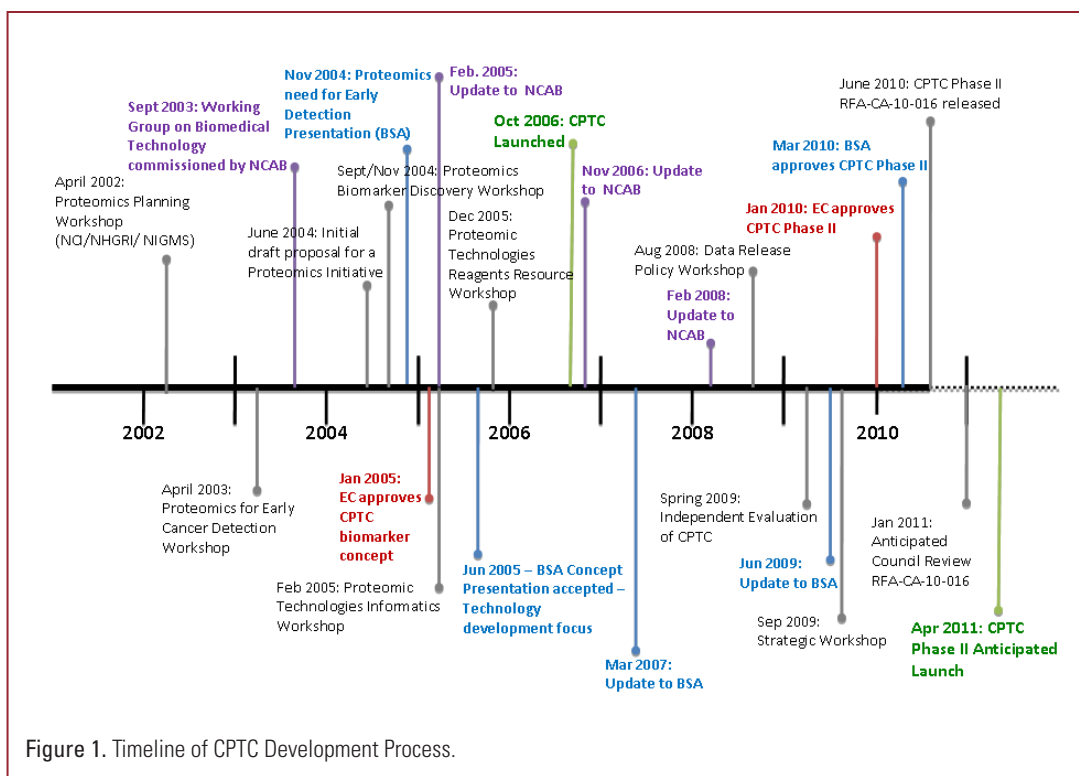 Nov 2004: Proteomics
need for Early
Detection
Presentation (BSA)
Feb. 2005:
Update to NCAB
June 2010: CPTC Phase II
RFA-CA-10-016 released
Sept 2003: Working
Group on Biomedical
Technology
commissioned by NCAB
Oct 2006: CPTC
Launched
Mar 2010: BSA
approves CPTC Phase II
April 2002:
Proteomics Planning
Workshop
(NCI/NHGRI/ NIGMS)
Sept/Nov 2004: Proteomics
Biomarker Discovery Workshop
Nov 2006: Update
to NCAB
June 2004: Initial
draft proposal for a
Proteomics Initiative
Dec 2005:
Proteomic
Technologies
Reagents Resource
Workshop
Jan 2010: EC approves
CPTC Phase II
Aug 2008: Data Release
Policy Workshop
Feb 2008:
Update to
NCAB
2002 2004 2006 2008 2010
April 2003:
Proteomics for Early
Cancer Detection
Workshop
Jan 2005:
EC approves
CPTC
biomarker
concept
Feb 2005: Proteomic
Technologies Informatics
Workshop
Jun 2005 – BSA Concept
Presentation accepted –
Technology
development focus
Mar 2007:
Update to BSA
Spring 2009:
Independent Evaluation
of CPTC
Jun 2009:
Update to BSA
Sep 2009:
Strategic Workshop
Jan 2011:
Anticipated
Council Review
RFA-CA-10-016
Apr 2011: CPTC
Phase II Anticipated
Launch
Figure 1. Timeline of CPTC Development Process.